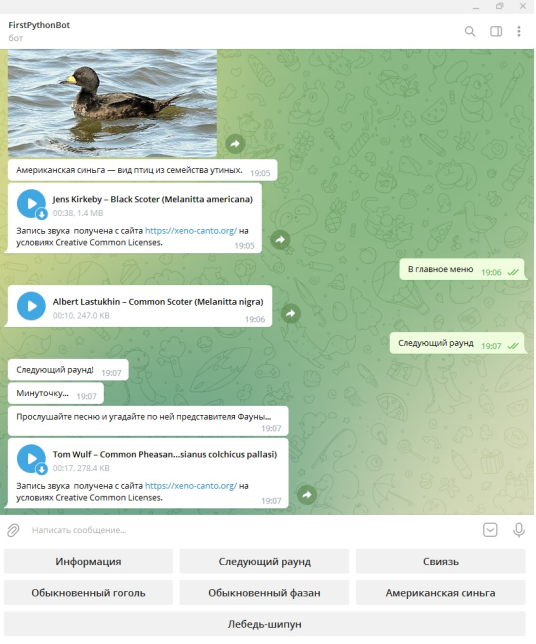 FirstPythonBot
бот
Американская синьга — вид птиц из семейства утиных. 19:05
Jens Kirkeby – Black Scoter (Melanitta americana)
00:38, 1.4 MB
Запись звука получена с сайта https://xeno-canto.org/ на
условиях Creative Common Licenses. 19:05
В главное меню 19:06
Albert Lastukhin – Common Scoter (Melanitta nigra)
00:10, 247.0 KB
19:06
Следующий раунд 19:07
Следующий раунд! 19:07
Минуточку... 19:07
Прослушайте песню и угадайте по ней представителя Фауны...
19:07
Tom Wulf – Common Pheasan...sianus colchicus pallasi)
00:17, 278.4 KB
Запись звука получена с сайта https://xeno-canto.org/ на
условиях Creative Common Licenses. 19:07
Написать сообщение...
Информация
Следующий раунд
Свиязь
Обыкновенный гоголь
Обыкновенный фазан
Американская синьга
Лебедь-шипун